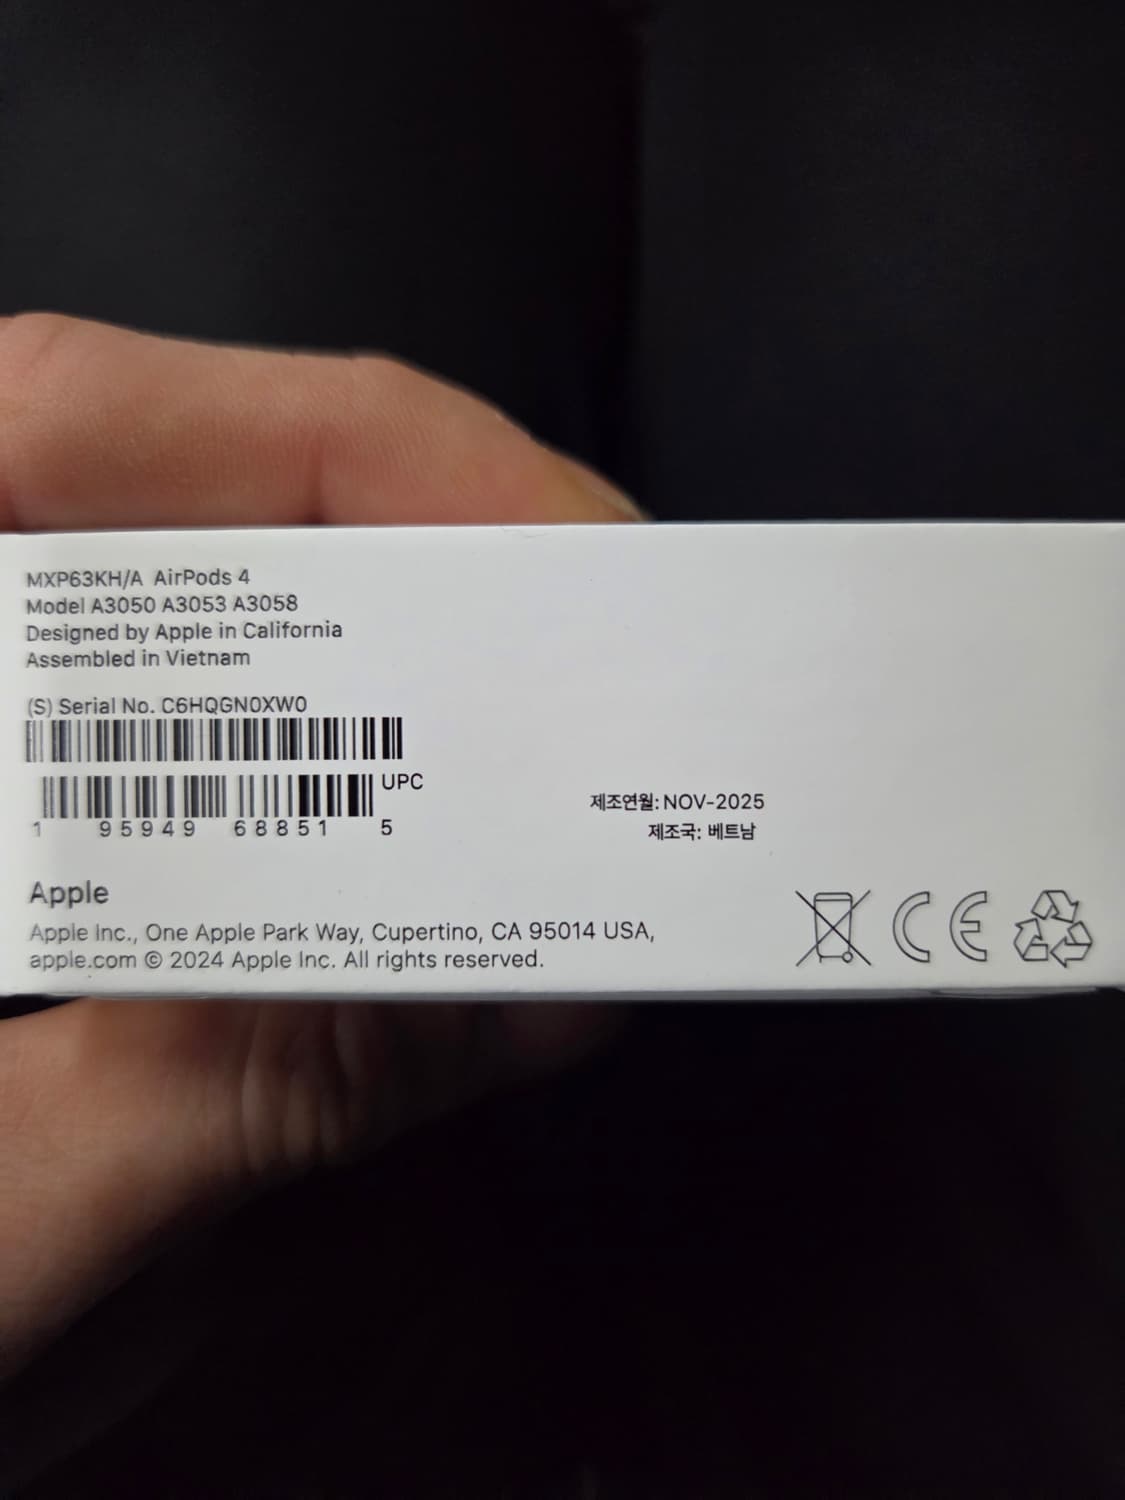 MXP63KH/A AirPods 4
Model A3050 A3053 A3058
Designed by Apple in California
Assembled in Vietnam
(S) Serial No. C6HQGN0XW0
UPC
1 95949 68851 5
제조연월: NOV-2025
제조국: 베트남
Apple
Apple Inc., One Apple Park Way, Cupertino, CA 95014 USA,
apple.com © 2024 Apple Inc. All rights reserved.
CE